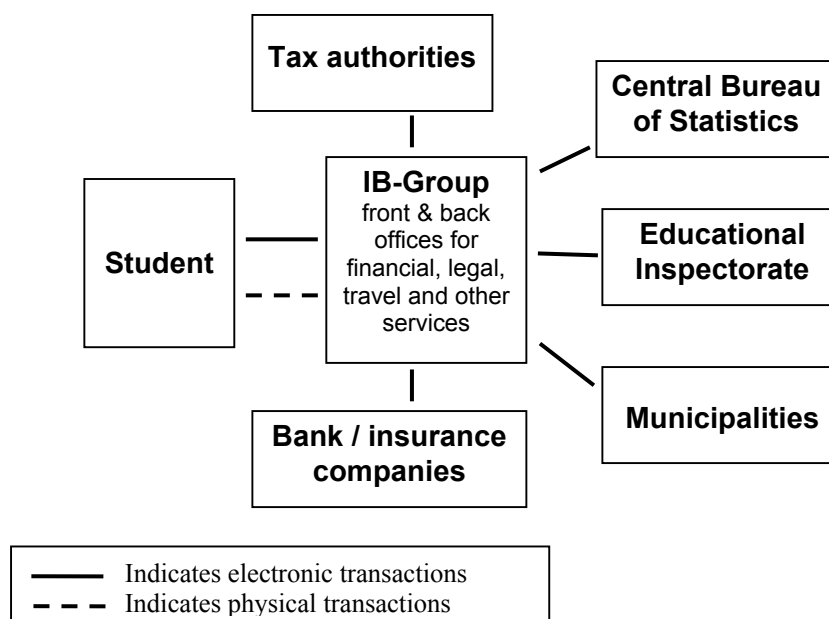 Tax authorities
Central Bureau
of Statistics
IB-Group
front & back
offices for
financial, legal,
travel and other
services
Student
Educational
Inspectorate
Municipalities
Bank / insurance
companies
Indicates electronic transactions
Indicates physical transactions